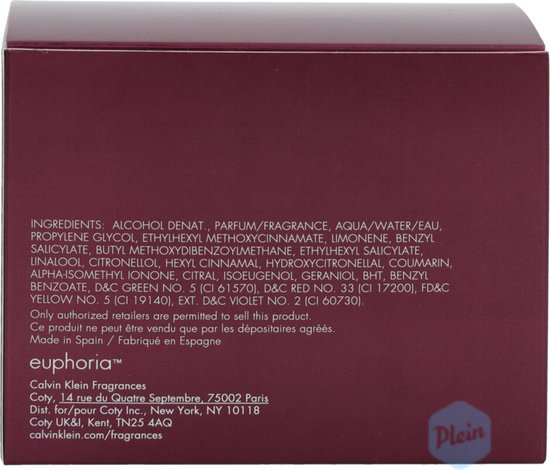 INGREDIENTS: ALCOHOL DENAT., PARFUM/FRAGRANCE, AQUA/WATER/EAU,
PROPYLENE GLYCOL, ETHYLHEXYL METHOXYCINNAMATE, LIMONENE, BENZYL
SALICYLATE, BUTYL METHOXYDIBENZOYLMETHANE, ETHYLHEXYL SALICYLATE,
LINALOOL, CITRONELLOL, HEXYL CINNAMAL, HYDROXYCITRONELLAL, COUMARIN,
ALPHA-ISOMETHYL IONONE, CITRAL, ISOEUGENOL, GERANIOL, BHT, BENZYL
BENZOATE, D&C GREEN NO. 5 (CI 61570), D&C RED NO. 33 (CI 17200), FD&C
YELLOW NO. 5 (CI 19140), EXT. D&C VIOLET NO. 2 (CI 60730).
Only authorized retailers are permitted to sell this product.
Ce produit ne peut être vendu que par les dépositaires agréés.
Made in Spain / Fabriqué en Espagne
euphoria™
Calvin Klein Fragrances
Coty, 14 rue du Quatre Septembre, 75002 Paris
Dist. for/pour Coty Inc., New York, NY 10118
Coty UK&I, Kent, TN25 4AQ
calvinklein.com/fragrances
Plein